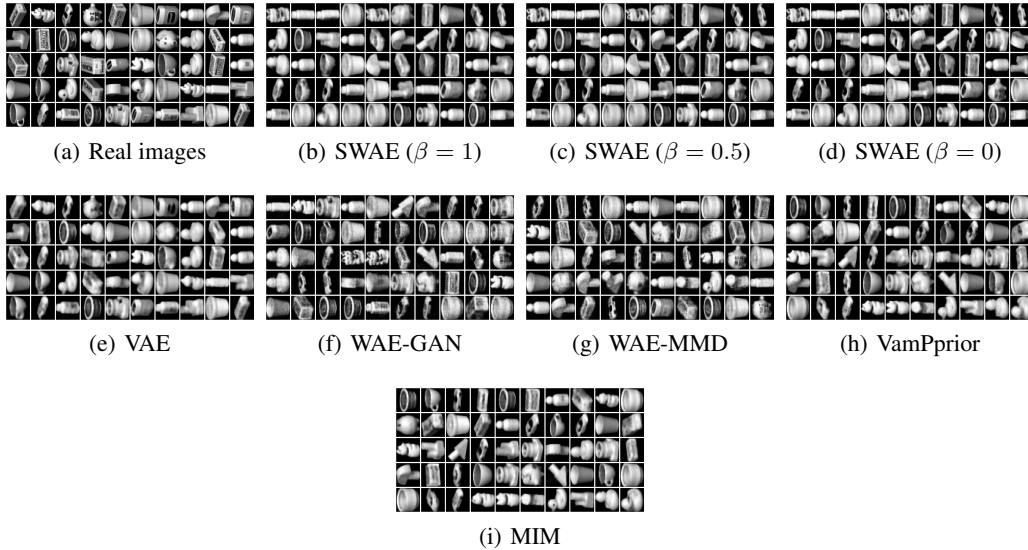 (a) Real images
(b) SWAE (β = 1)
(c) SWAE (β = 0.5)
(d) SWAE (β = 0)
(e) VAE
(f) WAE-GAN
(g) WAE-MMD
(h) VamPprior
(i) MIM